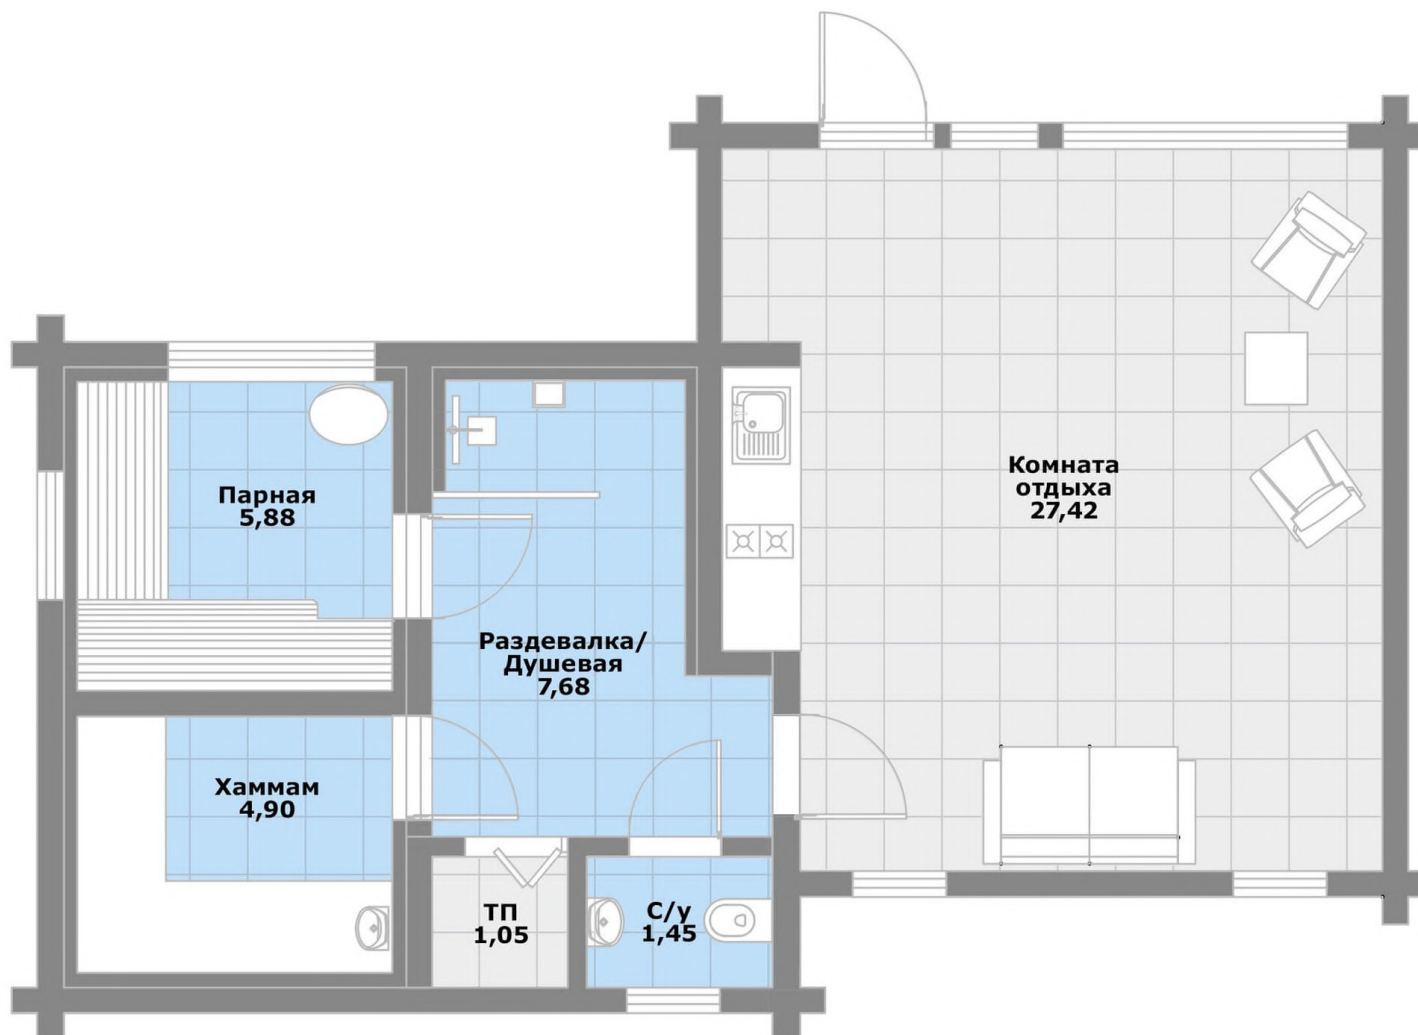 Комната
отдыха
27,42
Парная
5,88
Раздевалка/
Душевая
7,68
Хаммам
4,90
ТП
1,05
С/у
1,45